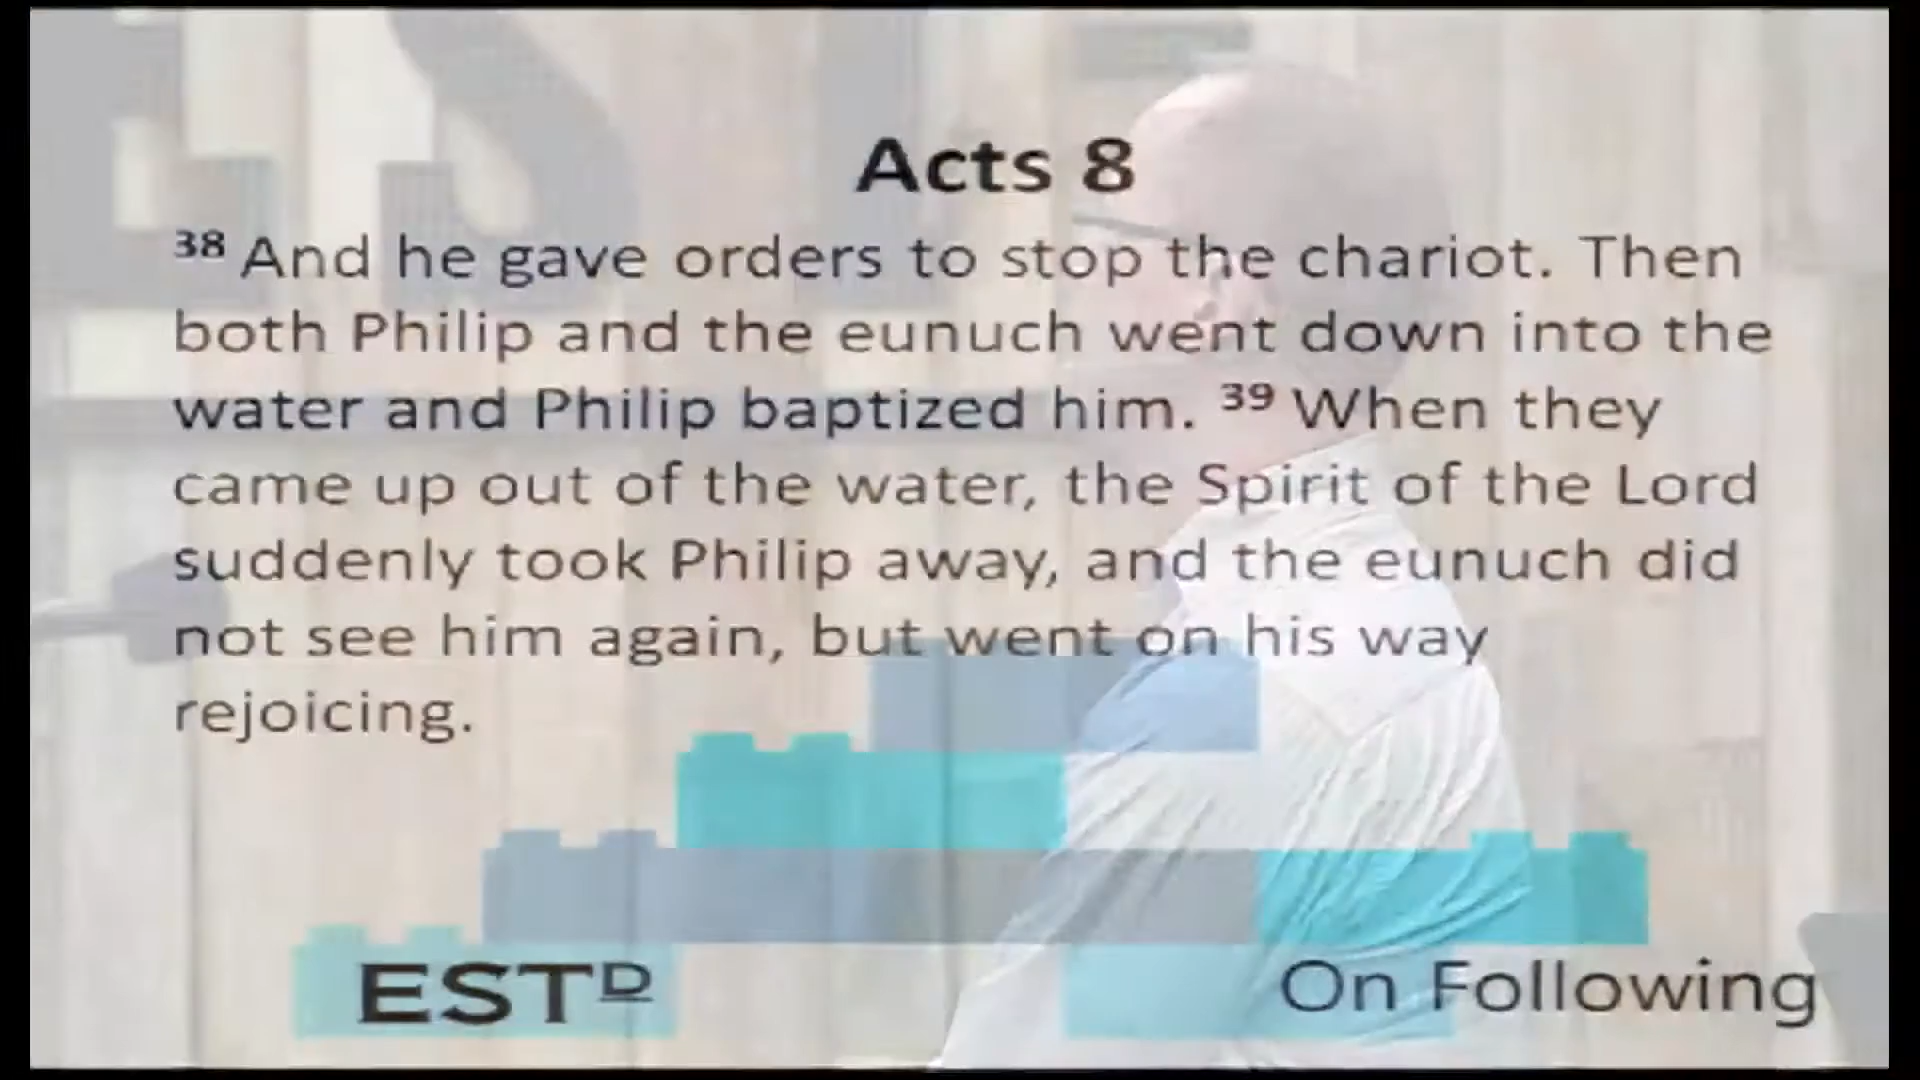 Acts 8
38 And he gave orders to stop the chariot. Then
both Philip and the eunuch went down into the
water and Philip baptized him. 39 When they
came up out of the water, the Spirit of the Lord
suddenly took Philip away, and the eunuch did
not see him again, but went on his way
rejoicing.
ESTD
On Following